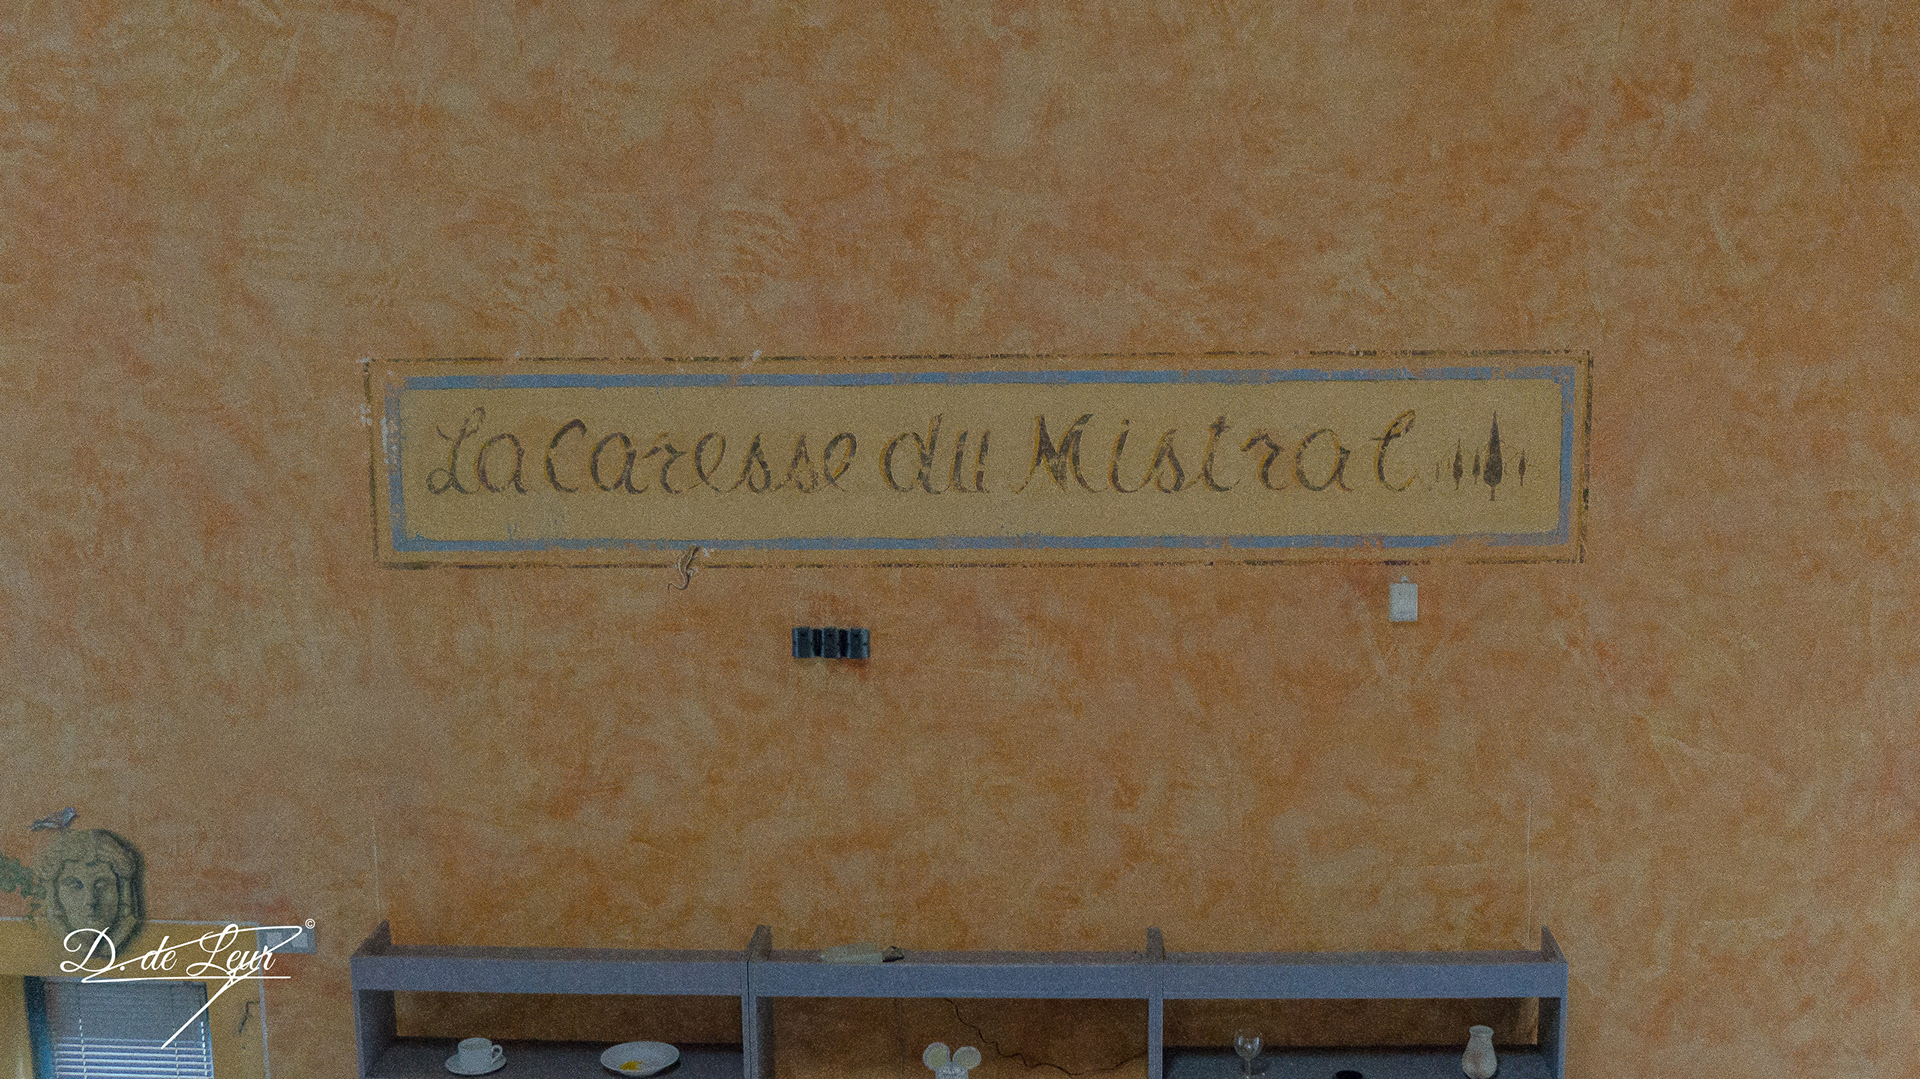 La Caresse du Mistral
D. de Leur ©